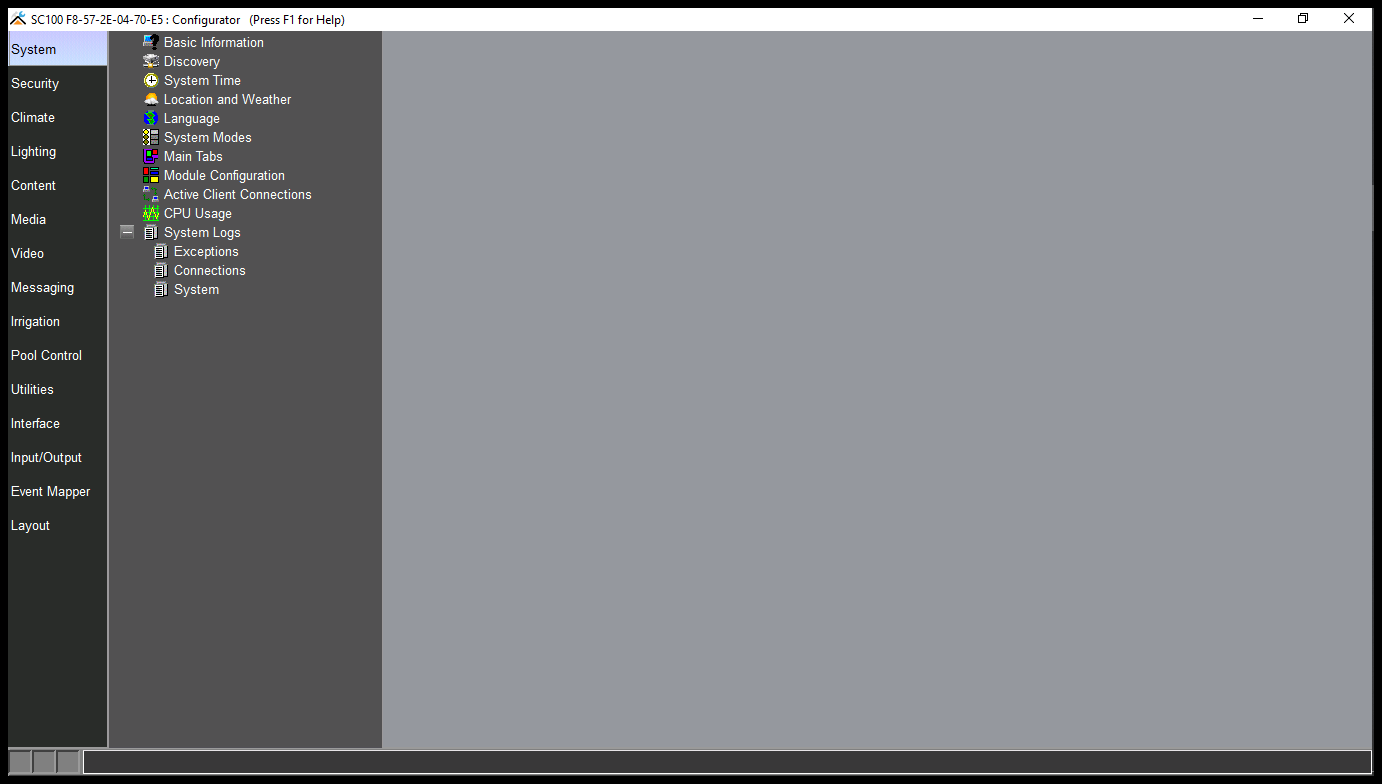 SC100 F8-57-2E-04-70-E5 : Configurator (Press F1 for Help)
System
Security
Climate
Lighting
Content
Media
Video
Messaging
Irrigation
Pool Control
Utilities
Interface
Input/Output
Event Mapper
Layout
Basic Information
Discovery
System Time
Location and Weather
Language
System Modes
Main Tabs
Module Configuration
Active Client Connections
CPU Usage
System Logs
Exceptions
Connections
System